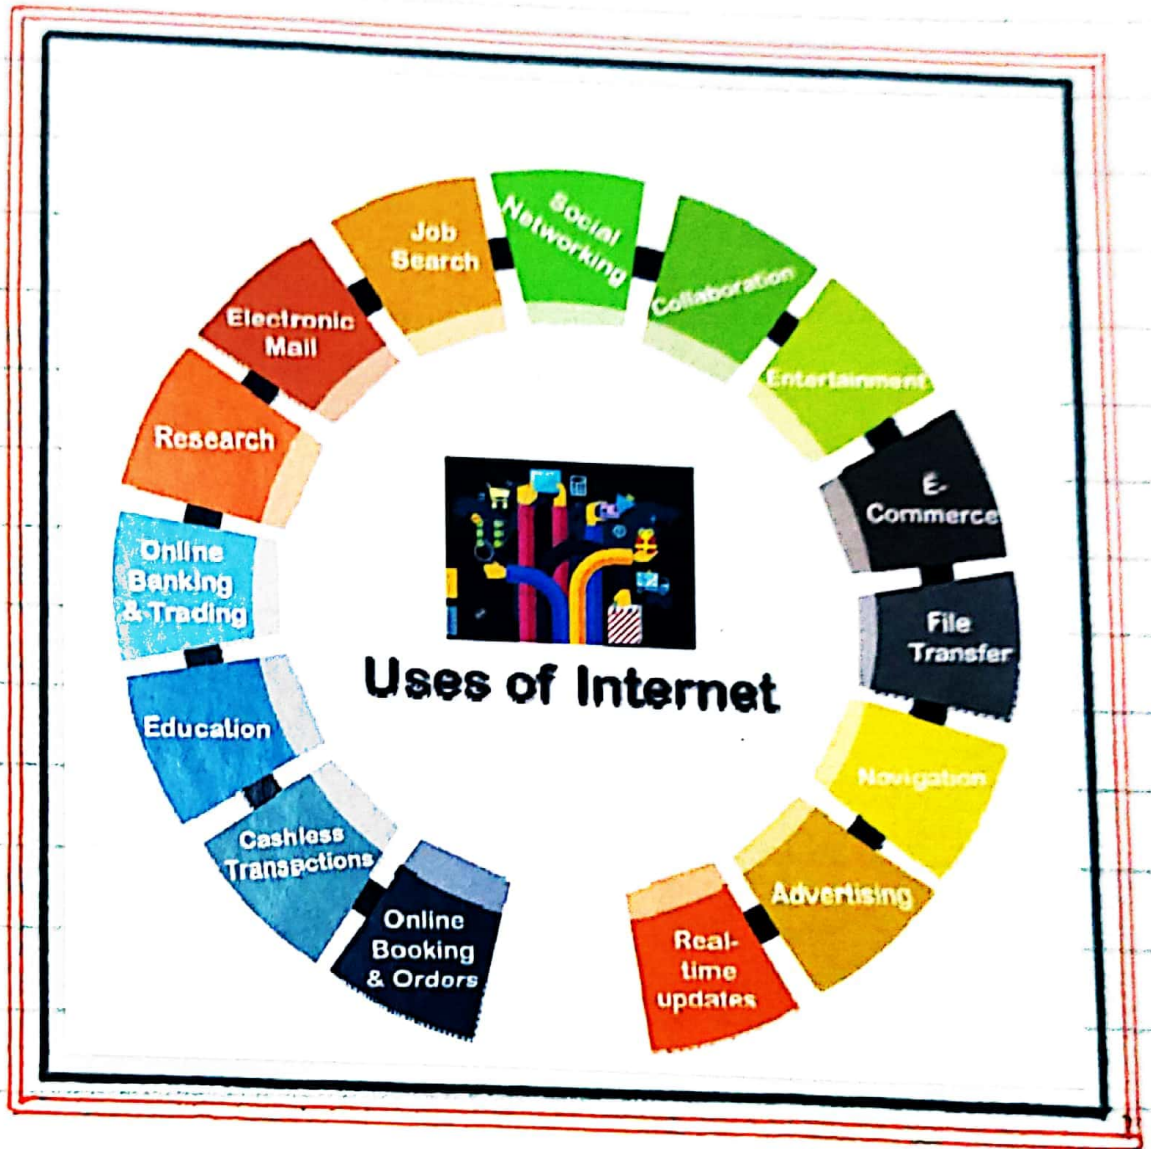 Social
Networking
Collaboration
Entertainment
E-
Commerce
File
Transfer
Navigation
Advertising
Real-
time
updates
Online
Booking
& Ordors
Cashless
Transactions
Education
Online
Banking
& Trading
Research
Electronic
Mail
Job
Search
Uses of Internet